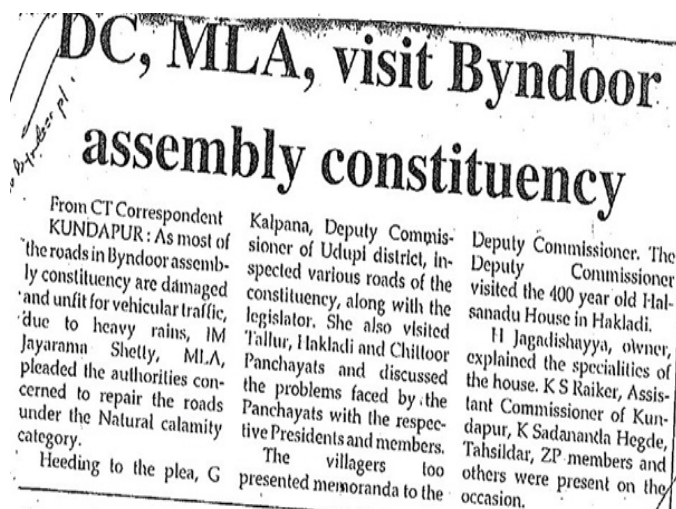 DC, MLA, visit Byndoor
assembly constituency
Byndoor
From CT Correspondent
KUNDAPUR : As most of
the roads in Byndoor assemb-
ly constituency are damaged
and unfit for vehicular traffic,
due to heavy rains, IM
Jayarama Shetty, MLA,
pleaded the authorities con-
cerned to repair the roads
under the Natural calamity
category.
Heeding to the plea, G
Kalpana, Deputy Commis-
sioner of Udupi district, in-
spected various roads of the
constituency, along with the
legislator. She also visited
Tallur, Hakladi and Chittoor
Panchayats and discussed
the problems faced by the
Panchayats with the respec-
tive Presidents and members.
The villagers too
presented memoranda to the
Deputy Commissioner. The
Deputy Commissioner
visited the 400 year old Hal-
sanadu House in Hakladi.
H Jagadishayya, owner,
explained the specialities of
the house. K S Raiker, Assis-
tant Commissioner of Kun-
dapur, K Sadananda Hegde,
Tahsildar, ZP members and
others were present on the
occasion.